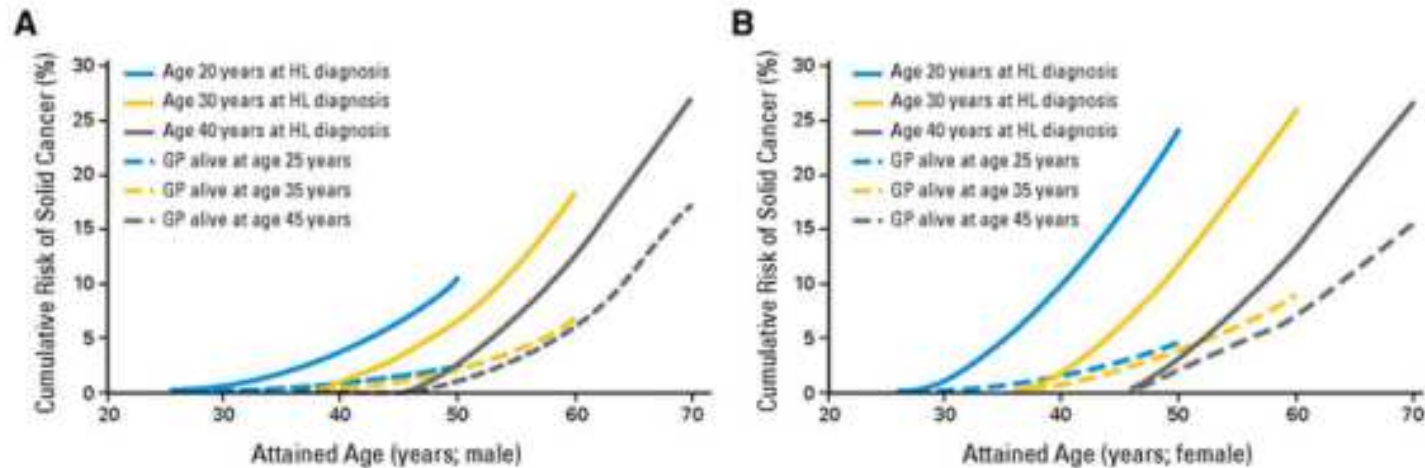 A
Cumulative Risk of Solid Cancer (%)
30
25
20
15
10
5
0
Age 20 years at HL diagnosis
Age 30 years at HL diagnosis
Age 40 years at HL diagnosis
GP alive at age 25 years
GP alive at age 35 years
GP alive at age 45 years
20 30 40 50 60 70
Attained Age (years; male)
B
Cumulative Risk of Solid Cancer (%)
30
25
20
15
10
5
0
Age 20 years at HL diagnosis
Age 30 years at HL diagnosis
Age 40 years at HL diagnosis
GP alive at age 25 years
GP alive at age 35 years
GP alive at age 45 years
20 30 40 50 60 70
Attained Age (years; female)